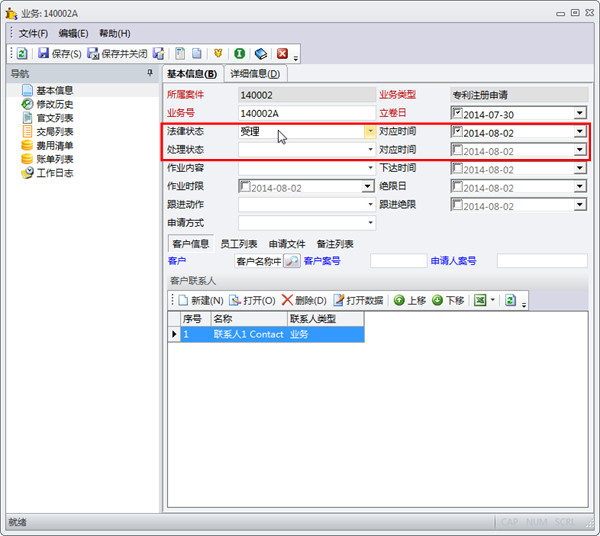 业务: 140002A
文件(F) 编辑(E) 帮助(H)
保存(S) 保存并关闭
导航
基本信息
修改历史
官文列表
交局列表
费用清单
账单列表
工作日志
基本信息(B) 详细信息(D)
所属案件 140002 业务类型 专利注册申请
业务号 140002A 立卷日 2014-07-30
法律状态 受理 对应时间 2014-08-02
处理状态 对应时间 2014-08-02
作业内容 下达时间 2014-08-02
作业时限 2014-08-02 绝限日 2014-08-02
跟进动作 跟进绝限 2014-08-02
申请方式
客户信息 员工列表 申请文件 备注列表
客户 客户名称中 客户案号 申请人案号
客户联系人
新建(N) 打开(O) 删除(D) 打开数据 上移 下移
序号 名称 联系人类型
1 联系人1 Contact 业务
就绪 CAP NUM SCRL